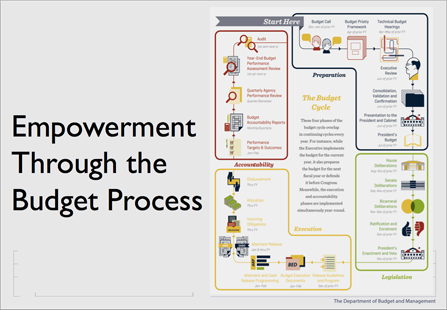 Empowerment
Through the
Budget Process
Start Here
Budget Call
Budget Priority
Framework
Technical Budget
Hearings
Executive
Review
Consolidation,
Validation and
Confirmation
Presentation to the
President and Cabinet
President's
Budget
Preparation
Audit
Year-End Budget
Performance
Assessment Review
Quarterly Agency
Performance Review
Budget
Accountability Reports
Performance
Targets & Outcomes
Accountability
The Budget
Cycle
These four phases of the
budget cycle overlap
in continuing cycles every
year. For instance, while
the Executive implements
the budget for the current
year, it also prepares
the budget for the next
fiscal year or defends
it before Congress.
Meanwhile, the execution
and accountability
phases are implemented
simultaneously year-round.
House
Deliberations
Senate
Deliberations
Bicameral
Deliberations
Ratification and
Enrollment
President's
Enactment and Veto
Legislation
Disbursement
Obligation
Incurring
Obligations
Allotment Release
Execution
The Department of Budget and Management